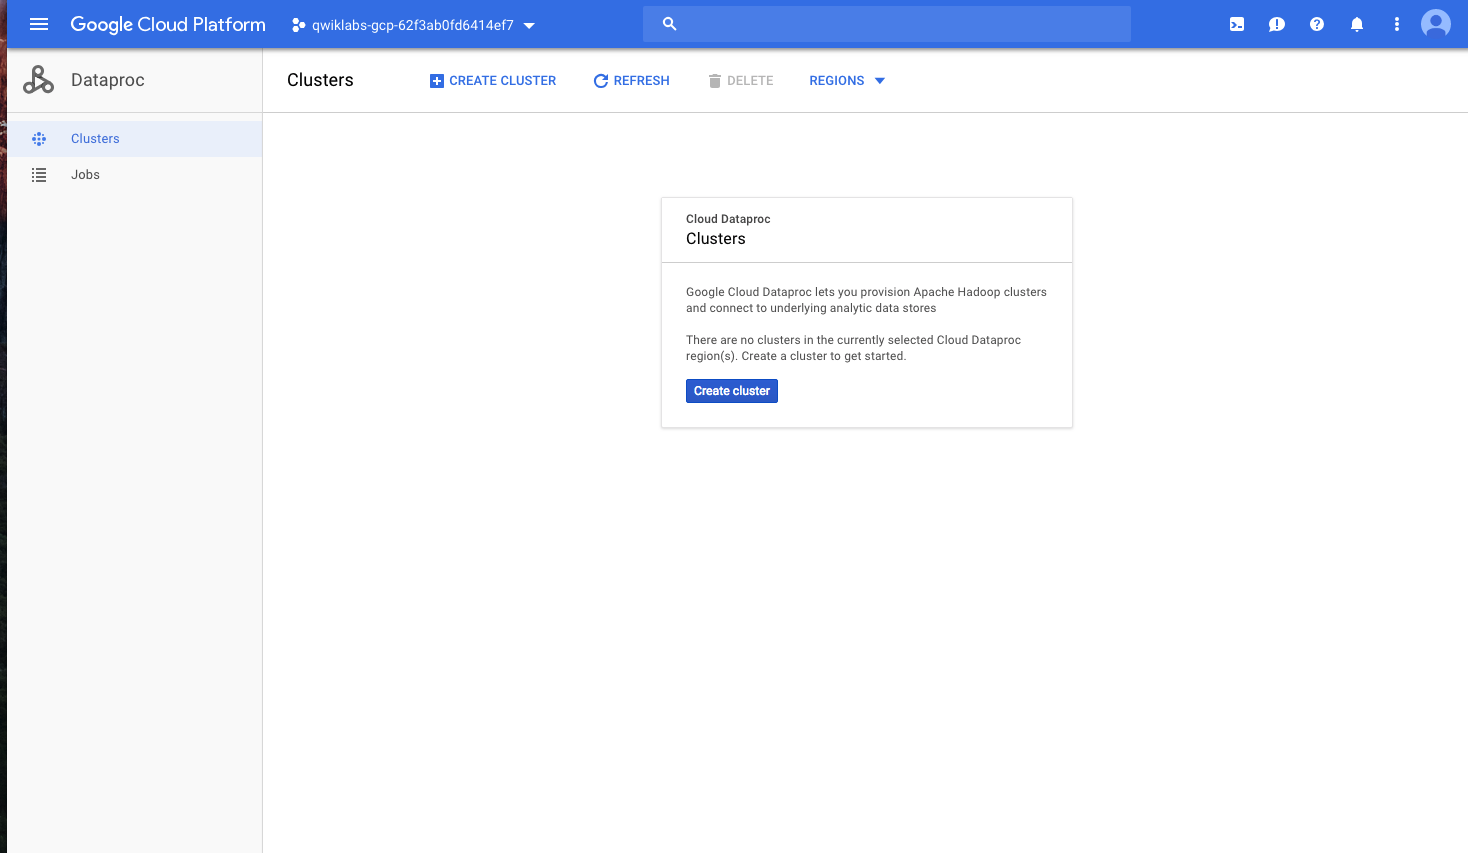 Google Cloud Platform
qwiklabs-gcp-62f3ab0fd6414ef7
Dataproc
Clusters
CREATE CLUSTER
REFRESH
DELETE
REGIONS
Clusters
Jobs
Cloud Dataproc
Clusters
Google Cloud Dataproc lets you provision Apache Hadoop clusters
and connect to underlying analytic data stores
There are no clusters in the currently selected Cloud Dataproc
region(s). Create a cluster to get started.
Create cluster